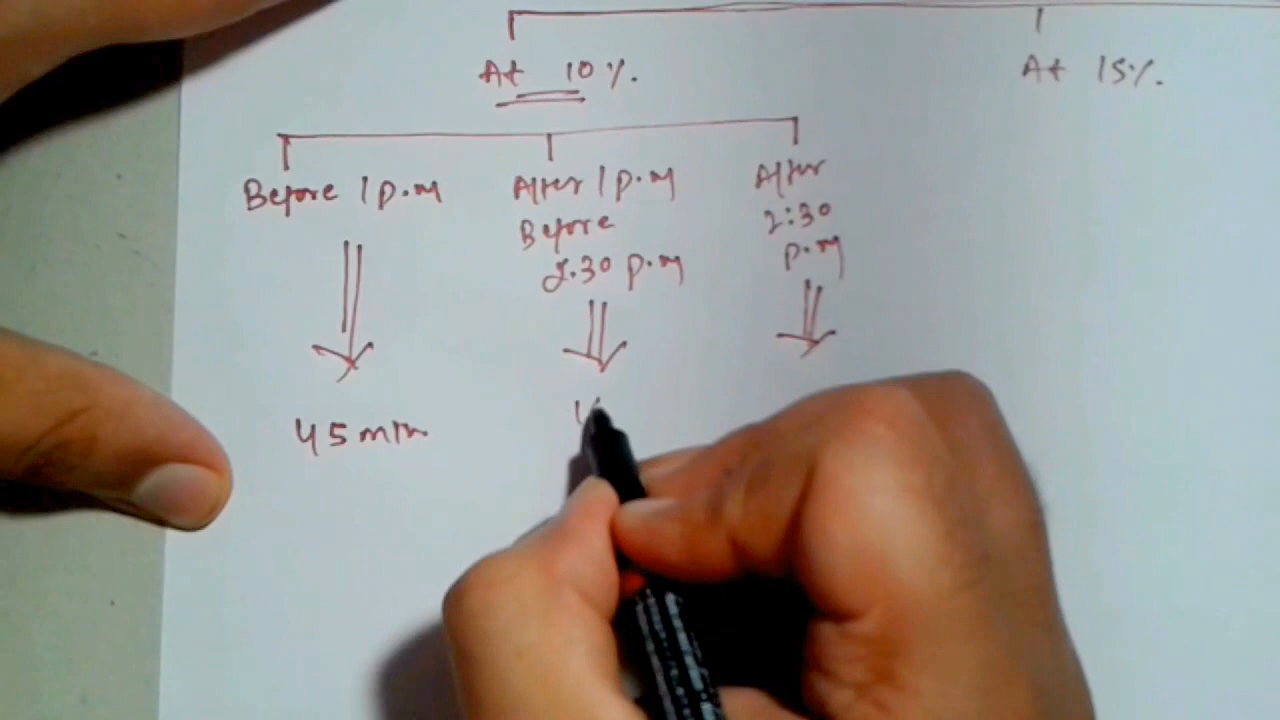 At 10%.
At 15%.
Before 1 p.m
After 1 p.m
Before
2.30 p.m
After
2:30
p.m
45 min